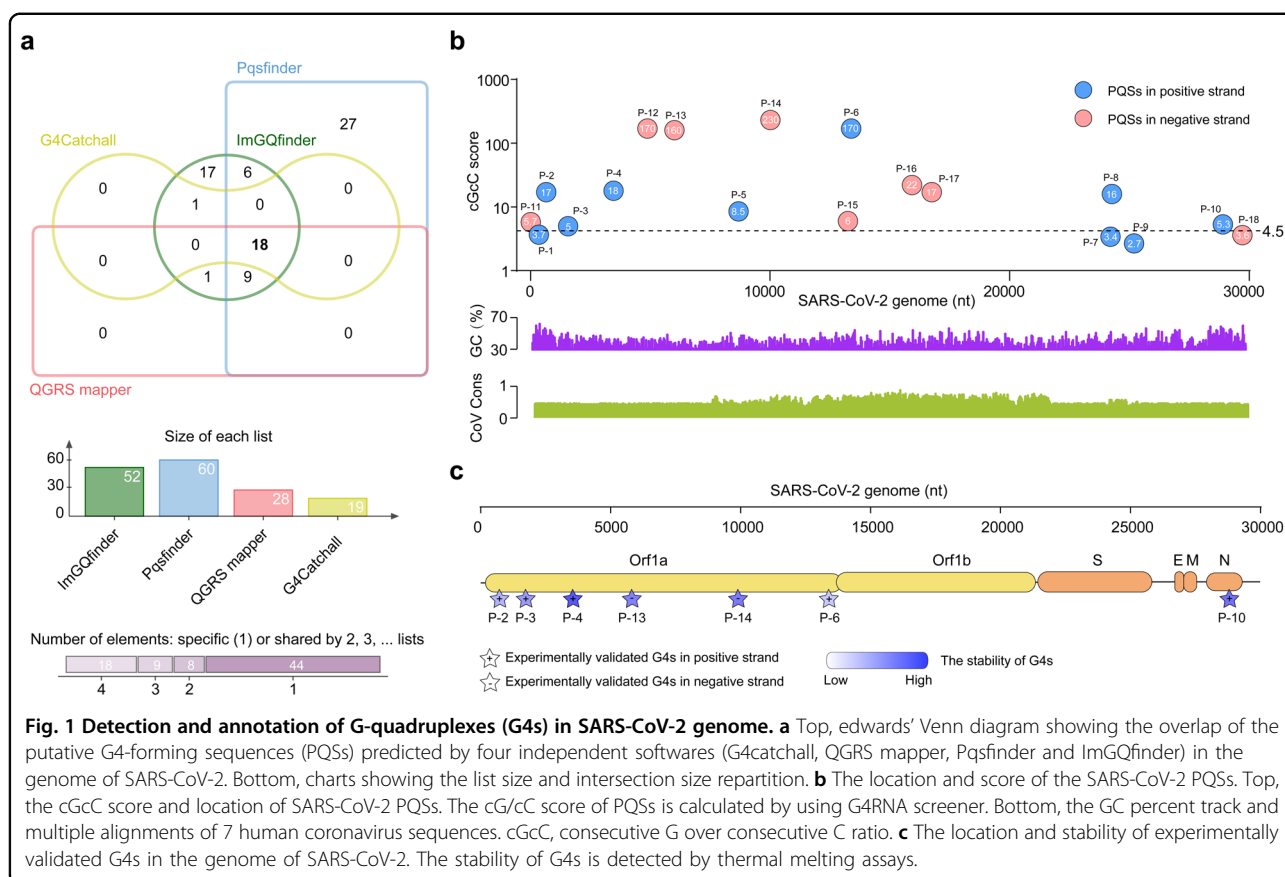 a
Pqsfinder
27
G4Catchall
ImGQfinder
17
6
0
0
1
0
0
18
0
0
1
9
0
0
QGRS mapper
Size of each list
60
30
0
52
60
28
19
ImGQfinder
Pqsfinder
QGRS mapper
G4Catchall
Number of elements: specific (1) or shared by 2, 3, ... lists
18
9
8
44
4
3
2
1
b
1000
100
10
1
cGcC score
PQSs in positive strand
PQSs in negative strand
P-12
170
P-13
160
P-14
230
P-6
170
P-2
17
P-4
18
P-16
22
P-17
17
P-8
16
P-11
5.7
P-3
5
P-5
8.5
P-15
6
P-10
5.3
P-18
3.6
3.7
P-1
P-7
3.4
P-9
2.7
4.5
0
10000
20000
30000
SARS-CoV-2 genome (nt)
GC (%)
70
30
CoV Cons
1
0
c
SARS-CoV-2 genome (nt)
0
5000
10000
15000
20000
25000
30000
Orf1a
Orf1b
S
E
M
N
+
+
+
-
-
+
+
P-2
P-3
P-4
P-13
P-14
P-6
P-10
+ Experimentally validated G4s in positive strand
- Experimentally validated G4s in negative strand
The stability of G4s
Low
High
Fig. 1 Detection and annotation of G-quadruplexes (G4s) in SARS-CoV-2 genome. a Top, edwards’ Venn diagram showing the overlap of the
putative G4-forming sequences (PQSs) predicted by four independent softwares (G4catchall, QGRS mapper, Pqsfinder and ImGQfinder) in the
genome of SARS-CoV-2. Bottom, charts showing the list size and intersection size repartition. b The location and score of the SARS-CoV-2 PQSs. Top,
the cGcC score and location of SARS-CoV-2 PQSs. The cG/cC score of PQSs is calculated by using G4RNA screener. Bottom, the GC percent track and
multiple alignments of 7 human coronavirus sequences. cGcC, consecutive G over consecutive C ratio. c The location and stability of experimentally
validated G4s in the genome of SARS-CoV-2. The stability of G4s is detected by thermal melting assays.